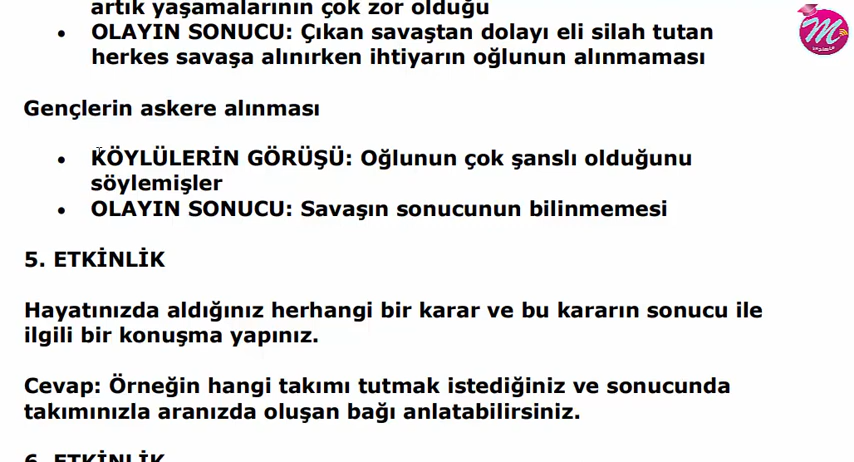 artık yaşamalarının çok zor olduğu
• OLAYIN SONUCU: Çıkan savaştan dolayı eli silah tutan
herkes savaşa alınırken ihtiyarın oğlunun alınmaması
Gençlerin askere alınması
• KÖYLÜLERİN GÖRÜŞÜ: Oğlunun çok şanslı olduğunu
söylemişler
• OLAYIN SONUCU: Savaşın sonucunun bilinmemesi
5. ETKİNLİK
Hayatınızda aldığınız herhangi bir karar ve bu kararın sonucu ile
ilgili bir konuşma yapınız.
Cevap: Örneğin hangi takımı tutmak istediğiniz ve sonucunda
takımınızla aranızda oluşan bağı anlatabilirsiniz.
6. ETKİNLİK